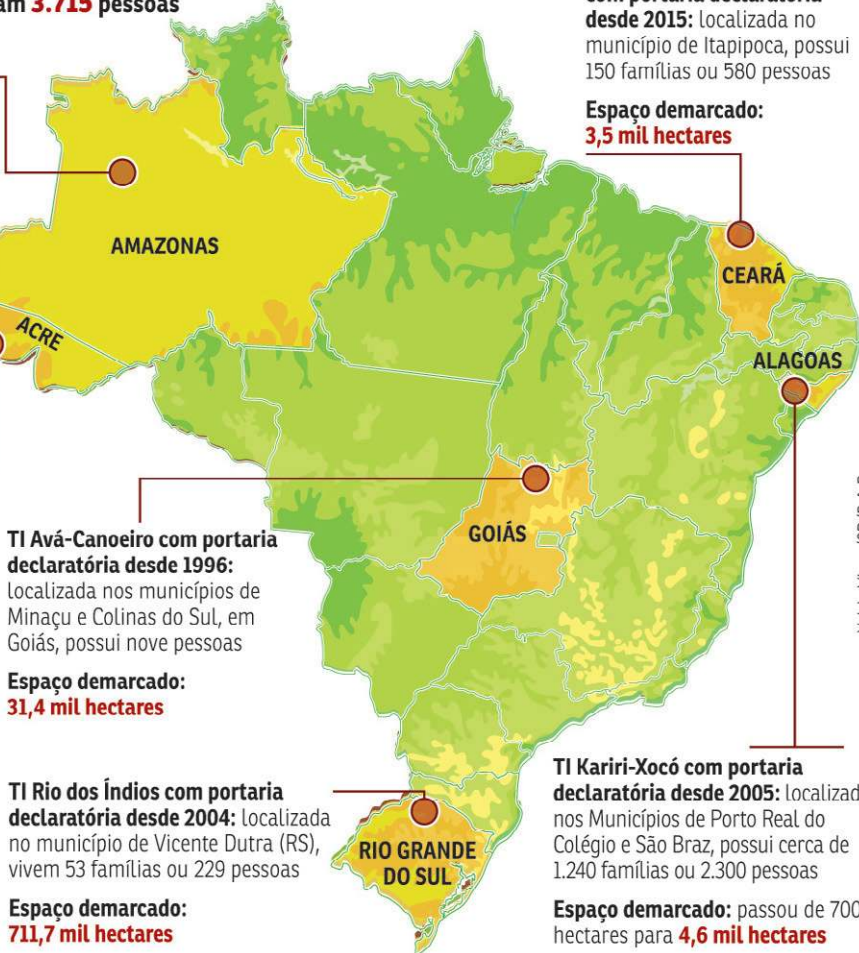 3.715 pessoas
desde 2015: localizada no
município de Itapipoca, possui
150 famílias ou 580 pessoas
Espaço demarcado:
3,5 mil hectares
AMAZONAS
CEARÁ
ACRE
ALAGOAS
GOIÁS
TI Avá-Canoeiro com portaria
declaratória desde 1996:
localizada nos municípios de
Minaçu e Colinas do Sul, em
Goiás, possui nove pessoas
Espaço demarcado:
31,4 mil hectares
TI Rio dos Índios com portaria
declaratória desde 2004: localizada
no município de Vicente Dutra (RS),
vivem 53 famílias ou 229 pessoas
Espaço demarcado:
711,7 mil hectares
RIO GRANDE
DO SUL
TI Kariri-Xocó com portaria
declaratória desde 2005: localizad
nos Municípios de Porto Real do
Colégio e São Braz, possui cerca de
1.240 famílias ou 2.300 pessoas
Espaço demarcado: passou de 700
hectares para 4,6 mil hectares